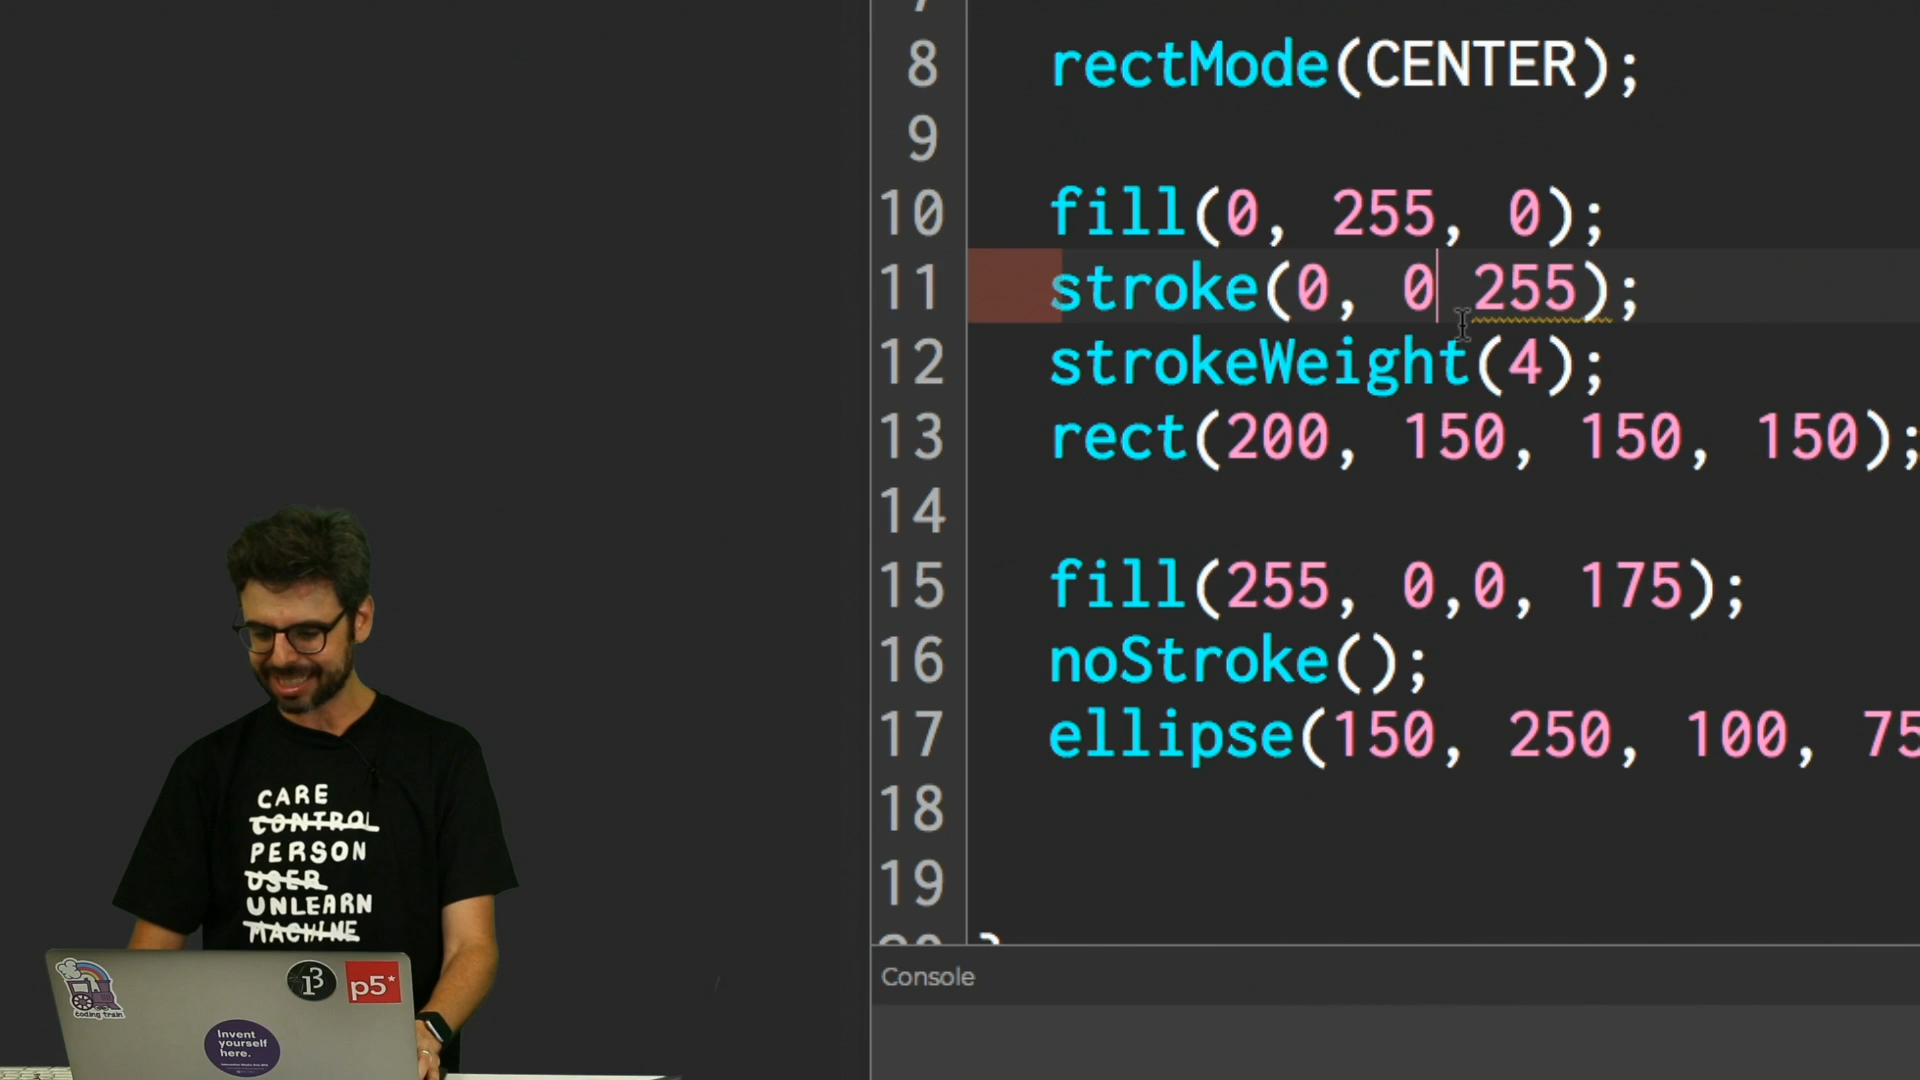 8 rectMode(CENTER);
9
10 fill(0, 255, 0);
11 stroke(0, 0 255);
12 strokeWeight(4);
13 rect(200, 150, 150, 150);
14
15 fill(255, 0,0, 175);
16 noStroke();
17 ellipse(150, 250, 100, 75
18
19
}
Console
CARE
CONTROL
PERSON
USER
UNLEARN
MACHINE
coding train
p5*
Invent
yourself
here.